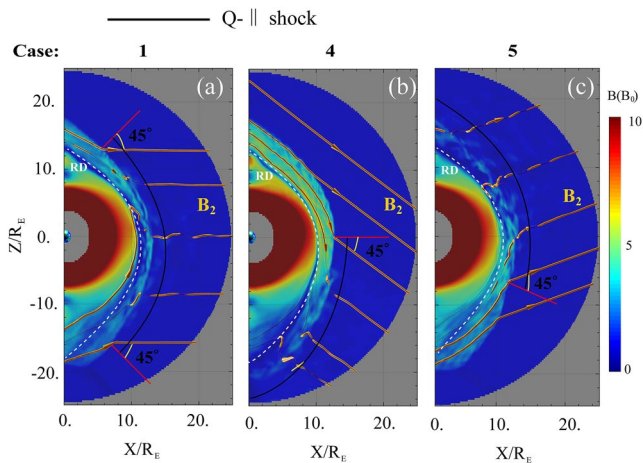 Q- || shock
Case: 1 4 5
(a) (b) (c)
B(B₀)
20. 10. 0. -10. -20.
Z/R_E
45° 45°
RD
B₂
45°
RD
B₂
45°
RD
B₂
10
5
0
0. 10. 20. 0. 10. 20. 0. 10. 20.
X/R_E X/R_E X/R_E